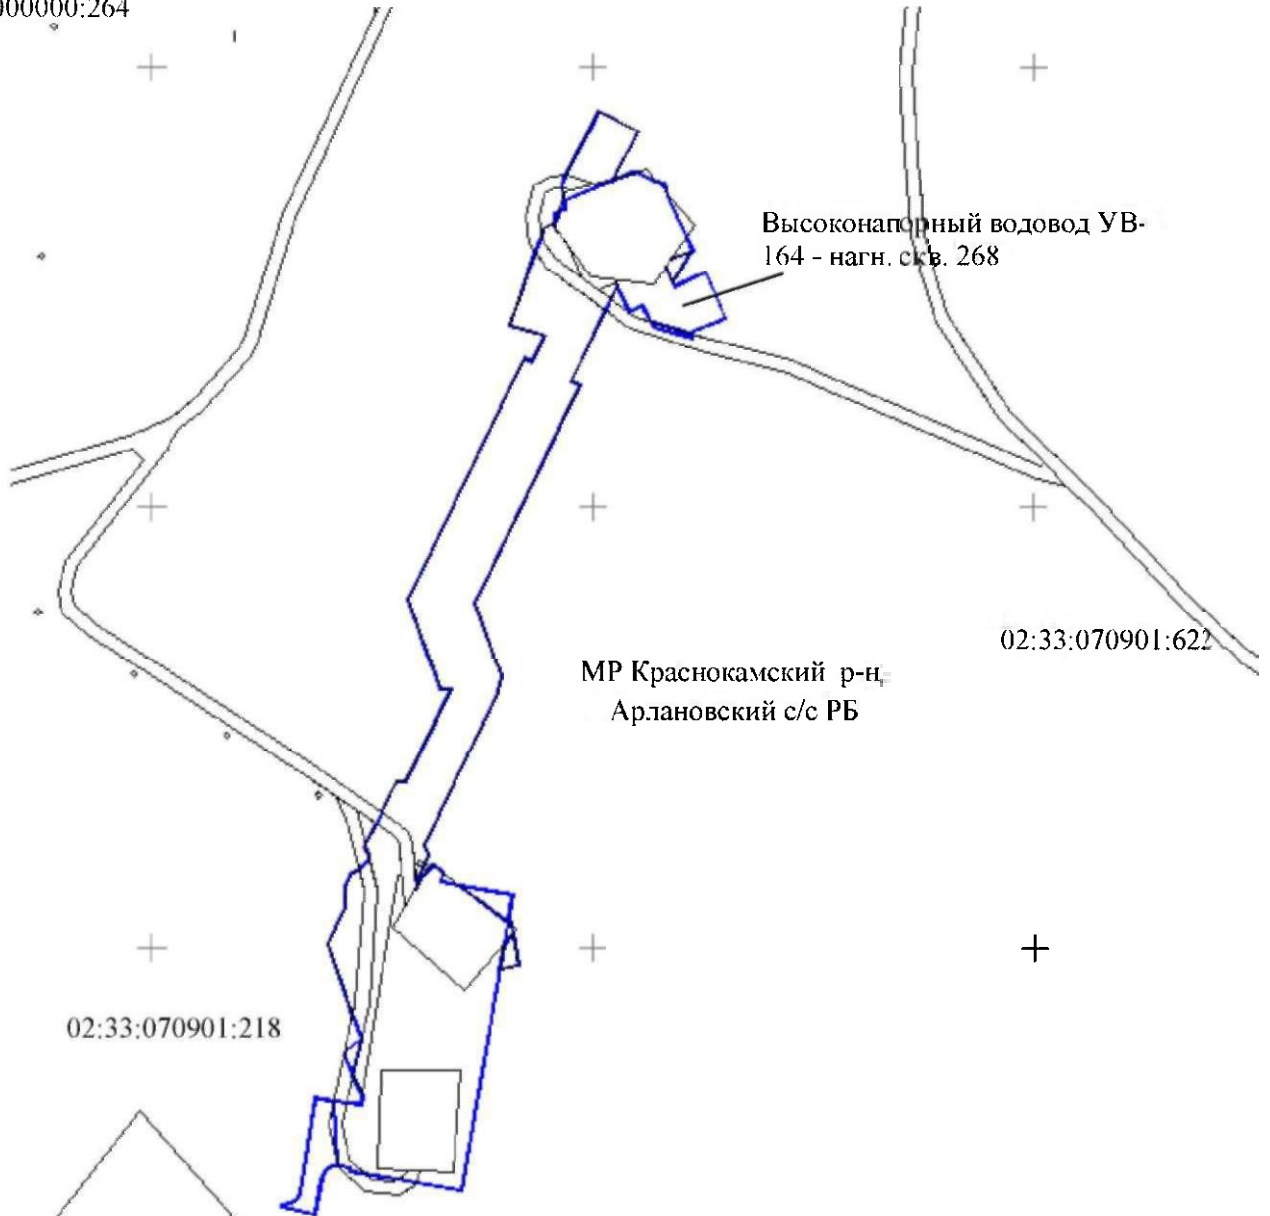 000000:264
Высоконапорный водовод УВ-
164 - нагн. скв. 268
02:33:070901:622
МР Краснокамский р-н,
Арлановский с/с РБ
02:33:070901:218